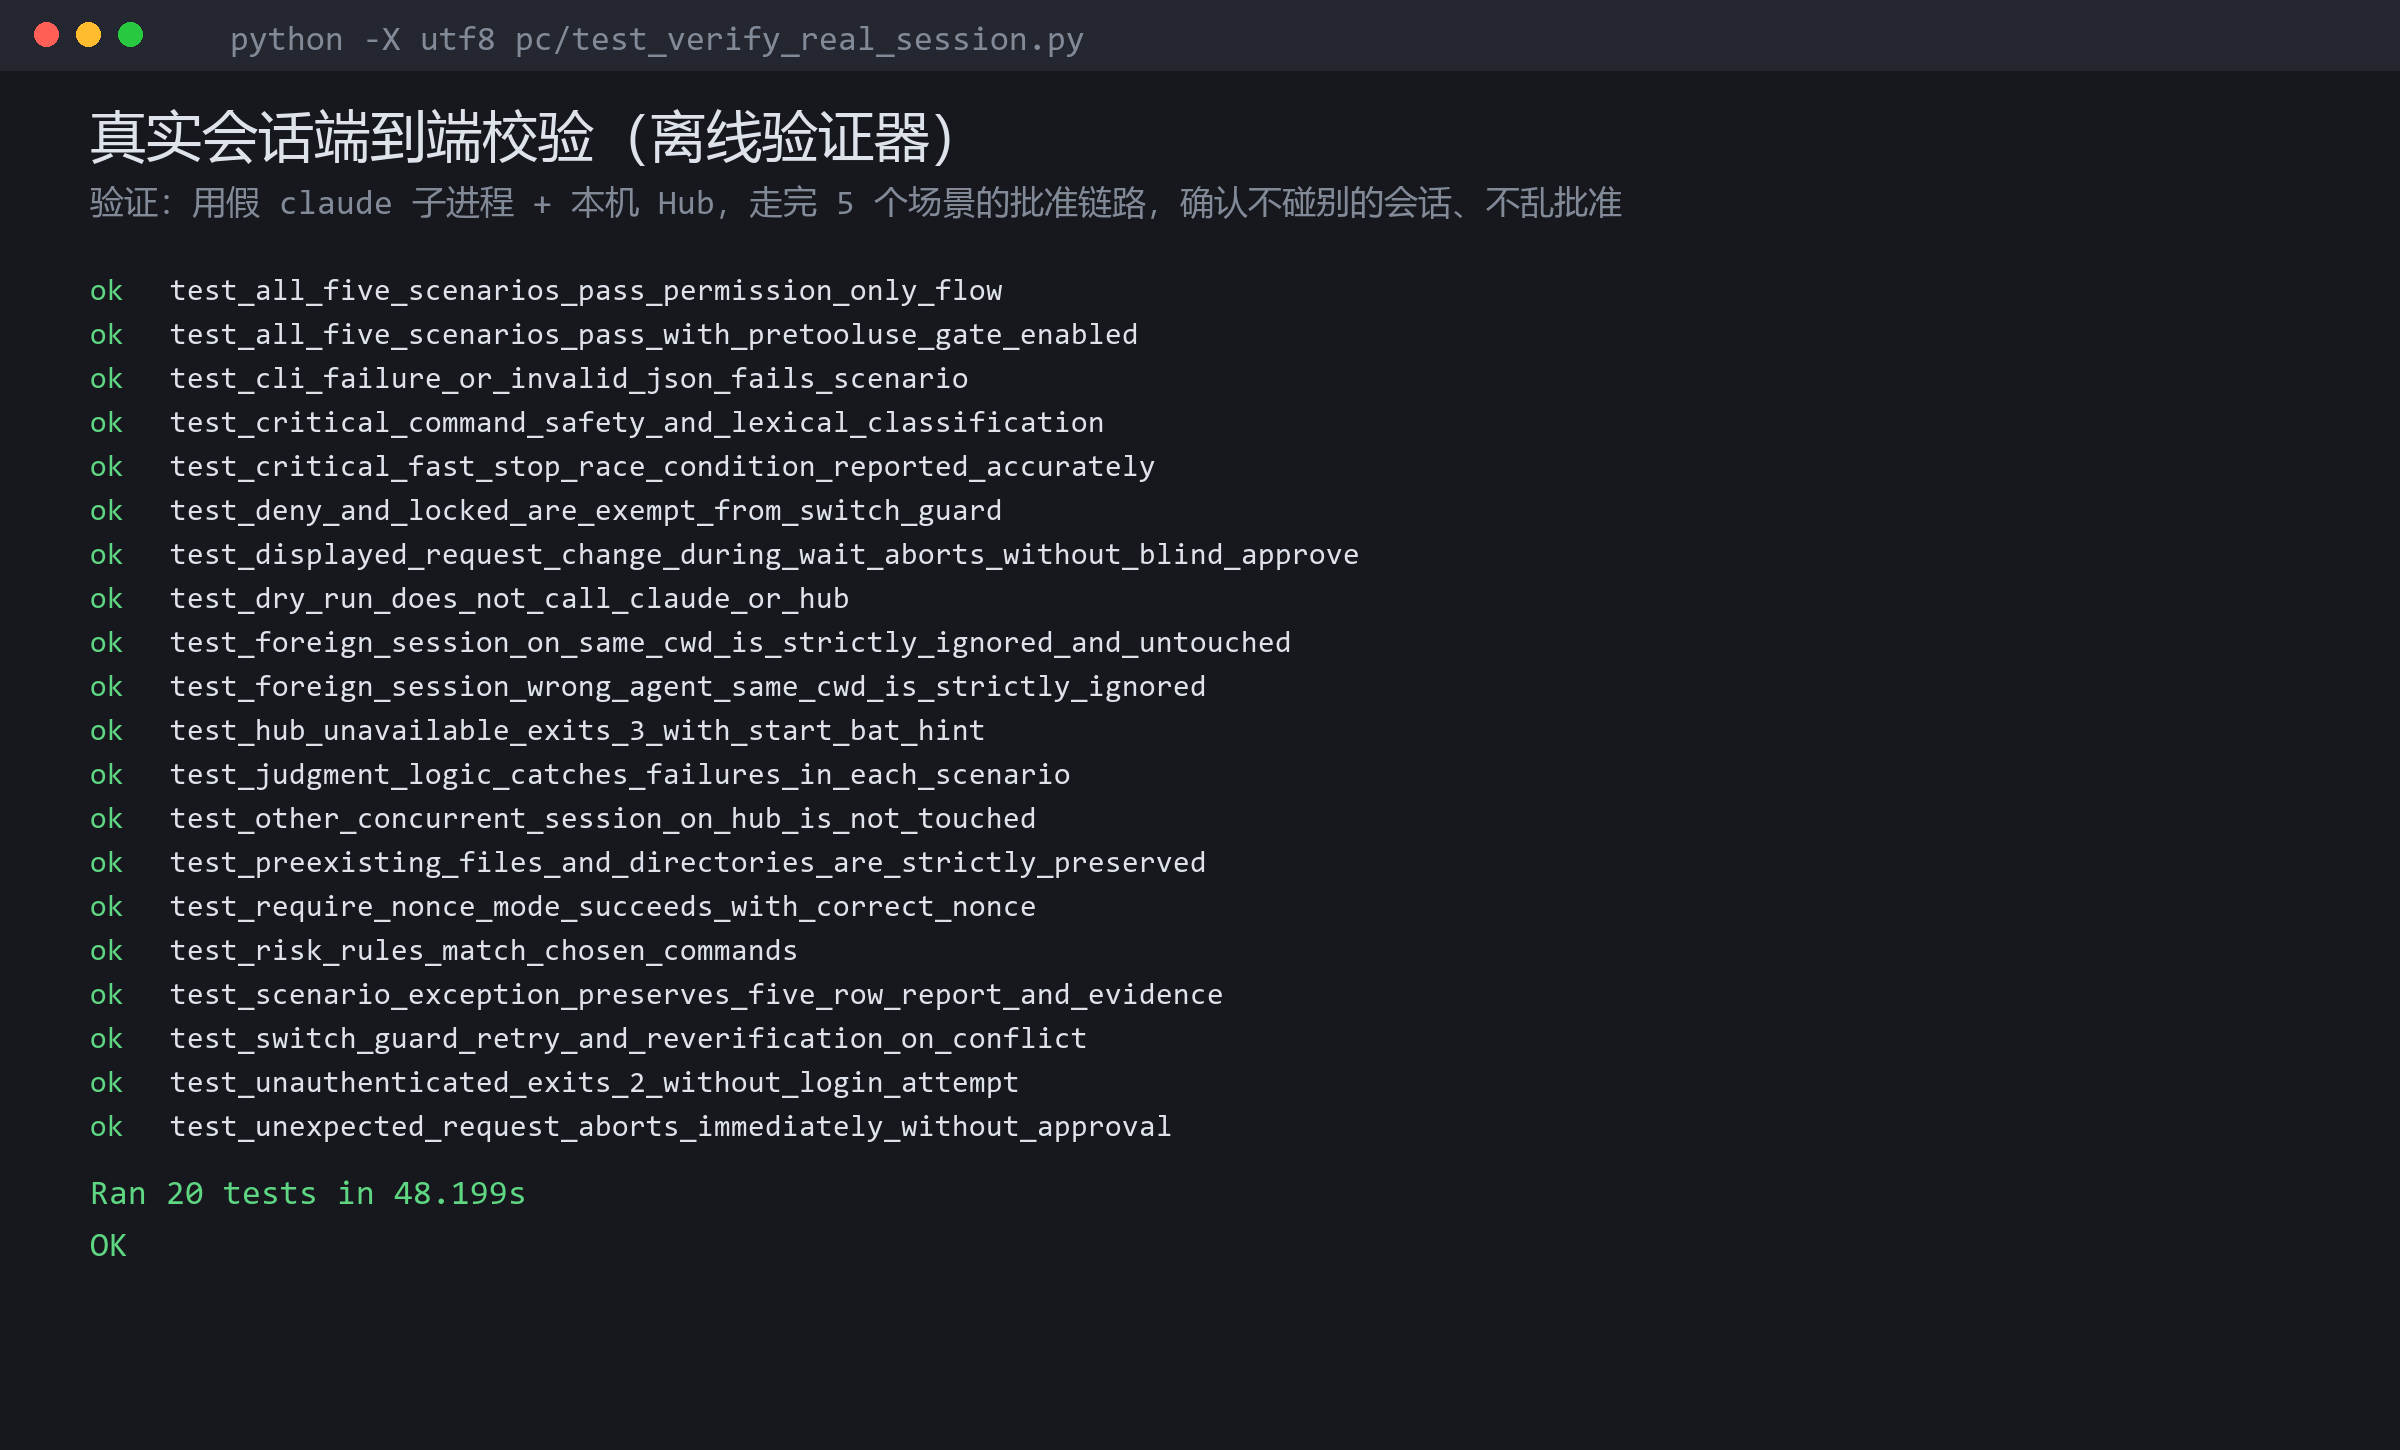 python -X utf8 pc/test_verify_real_session.py
真实会话端到端校验（离线验证器）
验证：用假 claude 子进程 + 本机 Hub，走完 5 个场景的批准链路，确认不碰别的会话、不乱批准
ok test_all_five_scenarios_pass_permission_only_flow
ok test_all_five_scenarios_pass_with_pretooluse_gate_enabled
ok test_cli_failure_or_invalid_json_fails_scenario
ok test_critical_command_safety_and_lexical_classification
ok test_critical_fast_stop_race_condition_reported_accurately
ok test_deny_and_locked_are_exempt_from_switch_guard
ok test_displayed_request_change_during_wait_aborts_without_blind_approve
ok test_dry_run_does_not_call_claude_or_hub
ok test_foreign_session_on_same_cwd_is_strictly_ignored_and_untouched
ok test_foreign_session_wrong_agent_same_cwd_is_strictly_ignored
ok test_hub_unavailable_exits_3_with_start_bat_hint
ok test_judgment_logic_catches_failures_in_each_scenario
ok test_other_concurrent_session_on_hub_is_not_touched
ok test_preexisting_files_and_directories_are_strictly_preserved
ok test_require_nonce_mode_succeeds_with_correct_nonce
ok test_risk_rules_match_chosen_commands
ok test_scenario_exception_preserves_five_row_report_and_evidence
ok test_switch_guard_retry_and_reverification_on_conflict
ok test_unauthenticated_exits_2_without_login_attempt
ok test_unexpected_request_aborts_immediately_without_approval
Ran 20 tests in 48.199s
OK